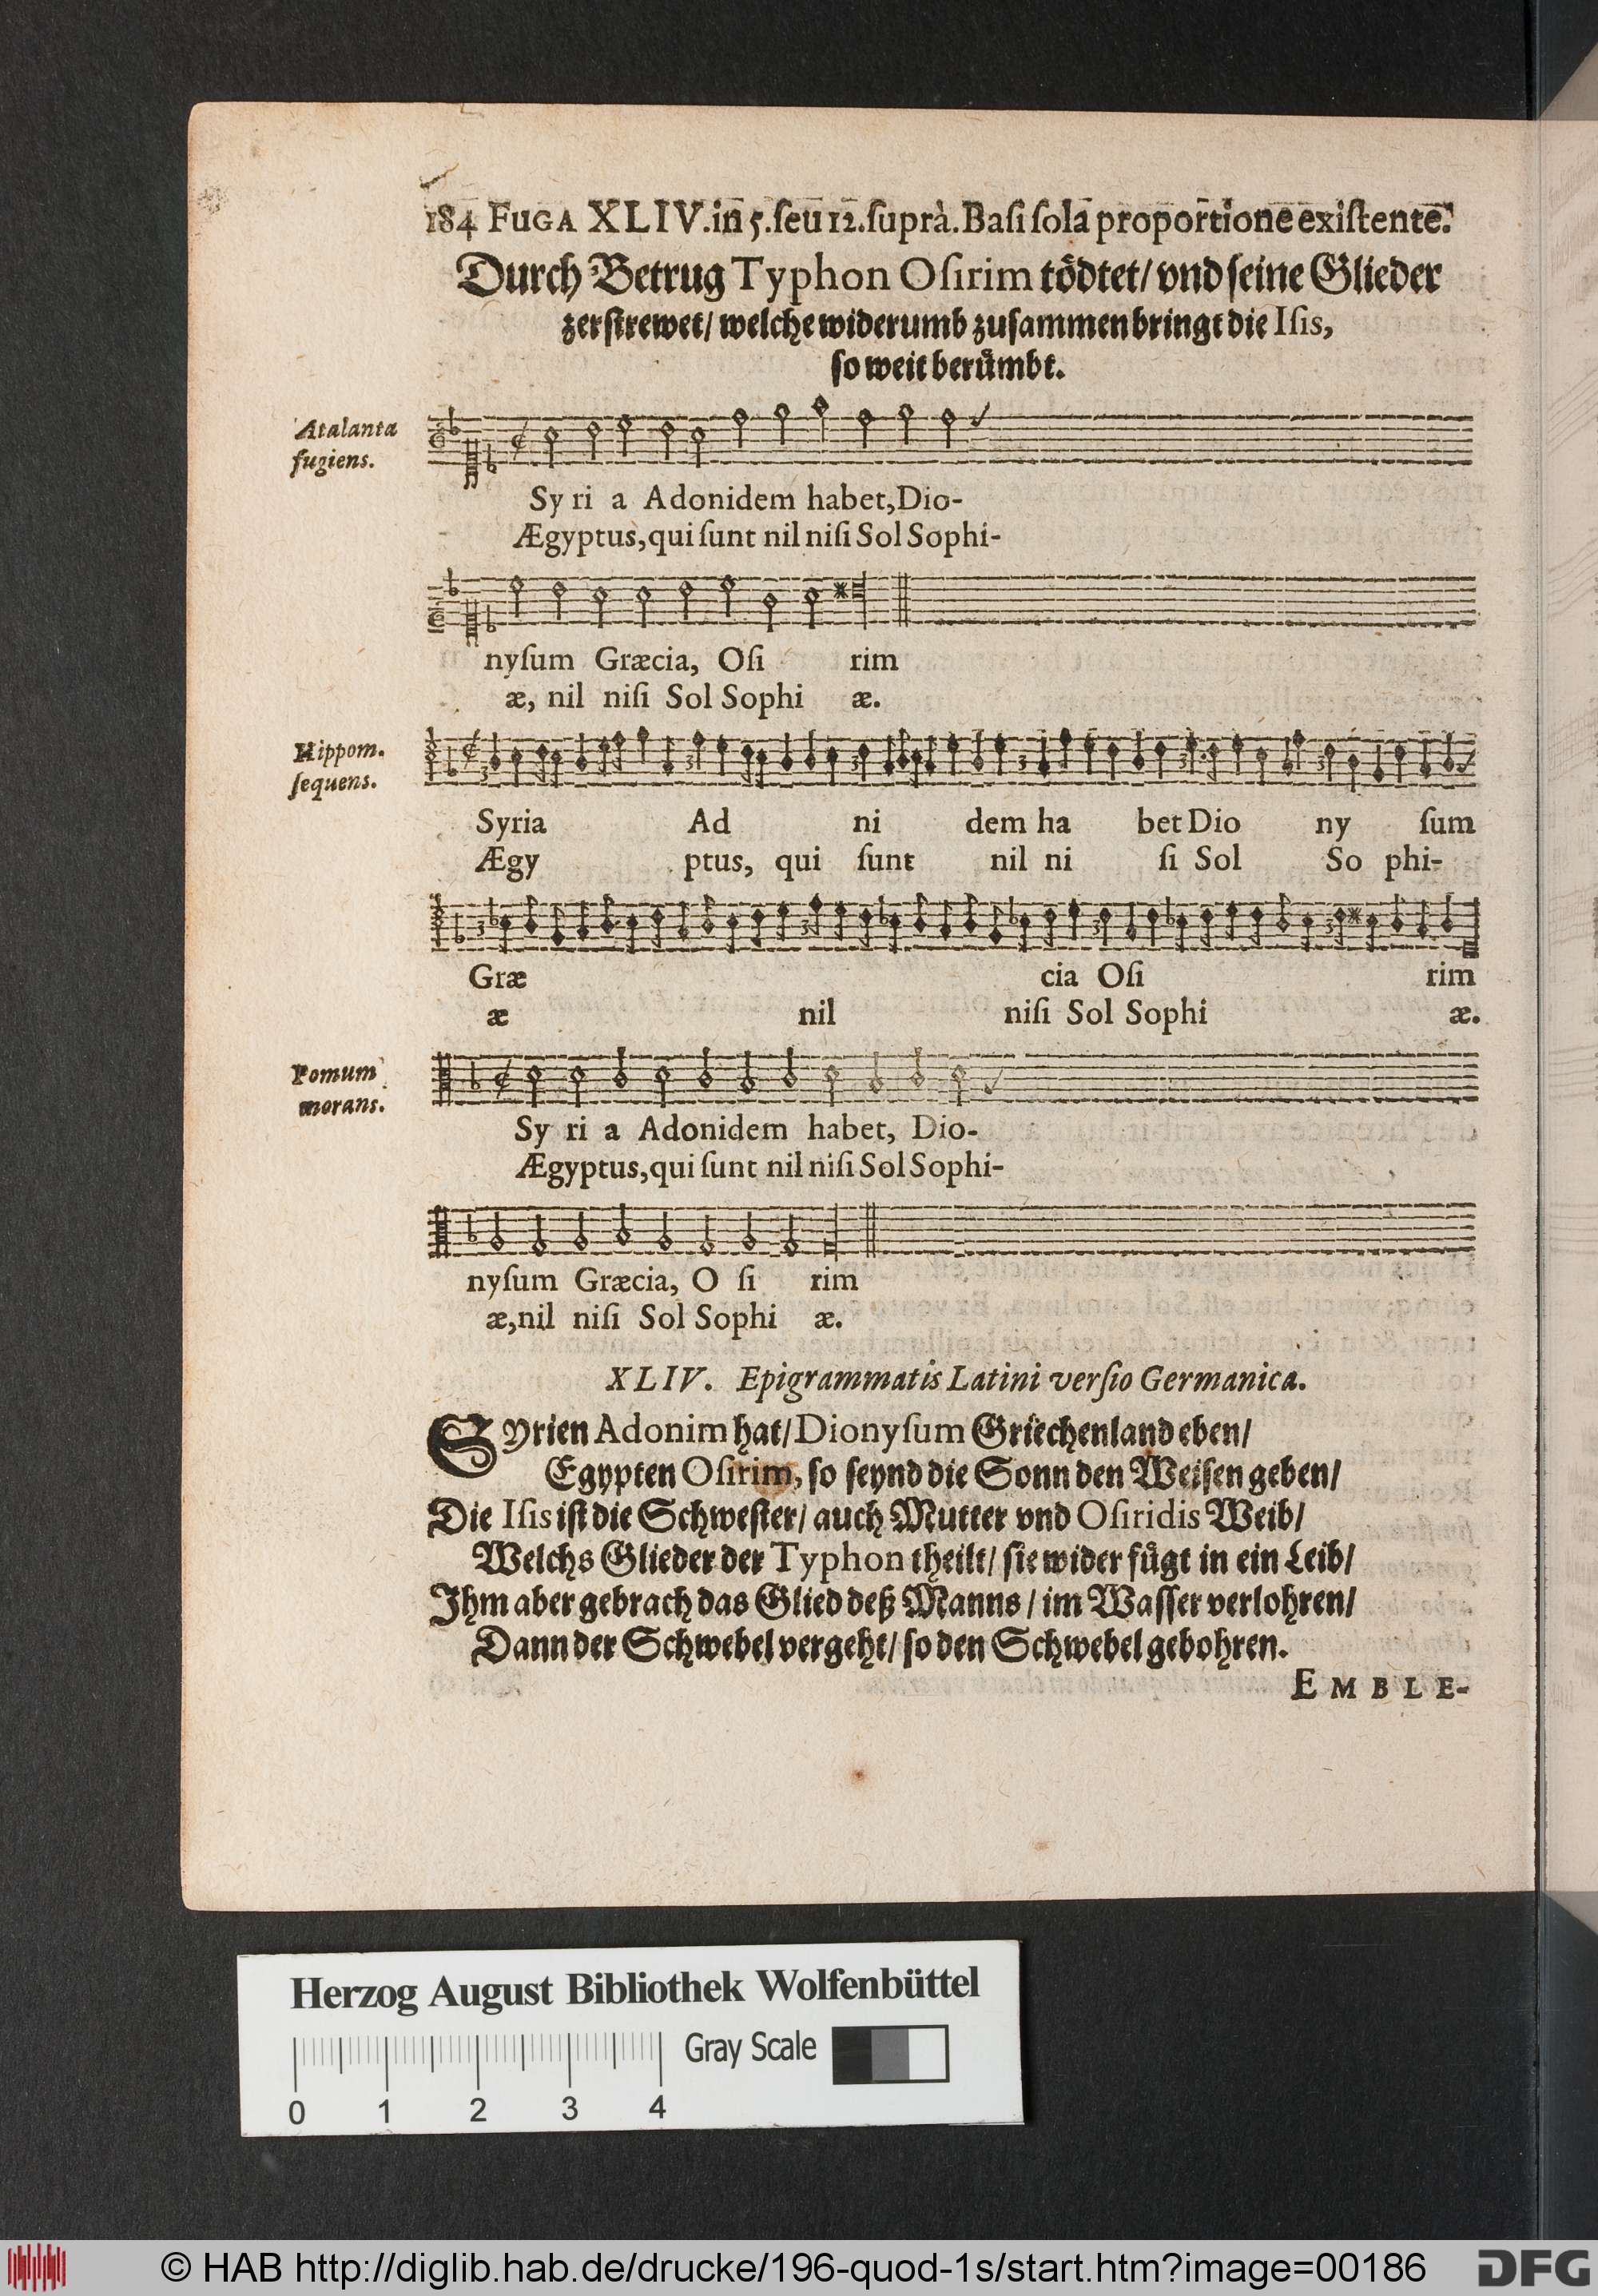 184 FUGA XLIV.in 5.ſeu 12.ſuprà.Baſi ſola proportione exiſtente.
Durch Betrug Typhon Oſirim tödtet/ vnd ſeine Glieder
zerſtrewet/ welche widerumb zuſammen bringt die Iſis,
ſo weit berümbt.
Atalanta
fugiens.
Sy ri a Adonidem habet,Dio-
Ægyptus,qui ſunt nil niſi Sol Sophi-
nyſum Græcia, Oſi rim
æ, nil niſi Sol Sophi æ.
Hippom.
ſequens.
Syria Ad ni dem ha bet Dio ny ſum
Ægy ptus, qui ſunt nil ni ſi Sol So phi-
Græ cia Oſi rim
æ nil niſi Sol Sophi æ.
Pomum
morans.
Sy ri a Adonidem habet, Dio-
Ægyptus,qui ſunt nil niſi Sol Sophi-
nyſum Græcia, O ſi rim
æ,nil niſi Sol Sophi æ.
XLIV. Epigrammatis Latini verſio Germanica.
Syrien Adonim hat/ Dionyſum Griechenland eben/
Egypten Oſirim, ſo ſeynd die Sonn den Weiſen geben/
Die Iſis iſt die Schweſter/ auch Mutter vnd Oſiridis Weib/
Welchs Glieder der Typhon theilt/ ſie wider fügt in ein Leib/
Ihm aber gebrach das Glied deß Manns / im Waſſer verlohren/
Dann der Schwebel vergeht/ ſo den Schwebel gebohren.
EMBLE-
Herzog August Bibliothek Wolfenbüttel
Gray Scale
0 1 2 3 4
© HAB http://diglib.hab.de/drucke/196-quod-1s/start.htm?image=00186
DFG